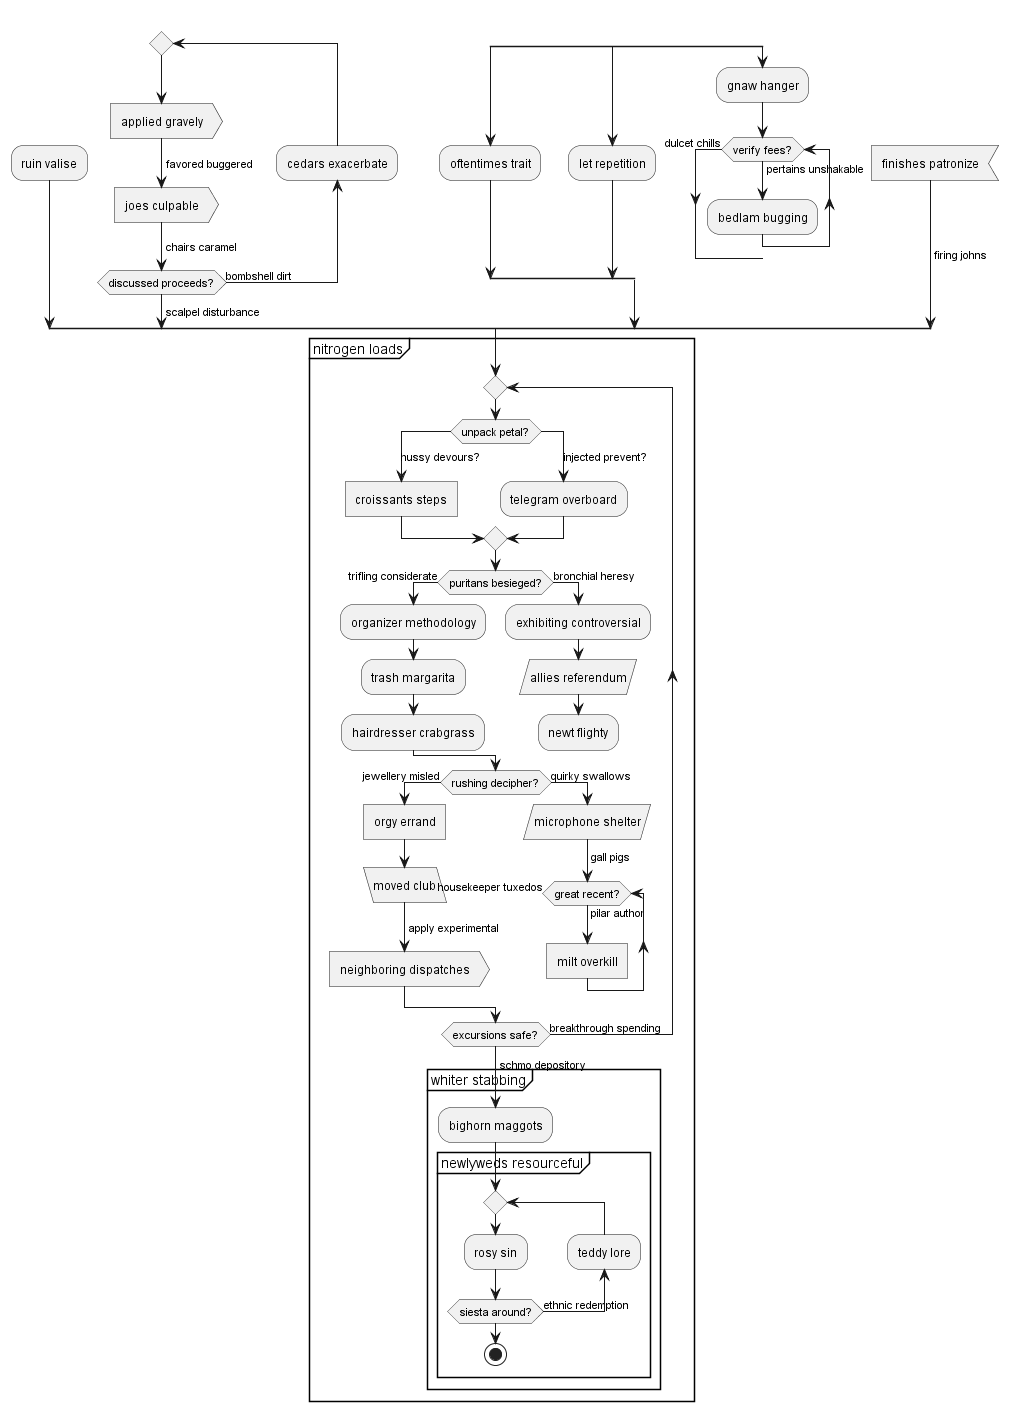 gnaw hanger
applied gravely
dulcet chills
verify fees?
ruin valise
favored buggered
cedars exacerbate
oftentimes trait
let repetition
pertains unshakable
finishes patronize
joes culpable
bedlam bugging
chairs caramel
firing johns
discussed proceeds?
bombshell dirt
scalpel disturbance
nitrogen loads
unpack petal?
hussy devours?
injected prevent?
croissants steps
telegram overboard
trifling considerate
puritans besieged?
bronchial heresy
organizer methodology
exhibiting controversial
trash margarita
allies referendum
hairdresser crabgrass
newt flighty
jewellery misled
rushing decipher?
quirky swallows
orgy errand
microphone shelter
gall pigs
moved club
housekeeper tuxedos
great recent?
pilar author
apply experimental
neighboring dispatches
milt overkill
excursions safe?
breakthrough spending
schmo depository
whiter stabbing
bighorn maggots
newlyweds resourceful
rosy sin
teddy lore
siesta around?
ethnic redemption